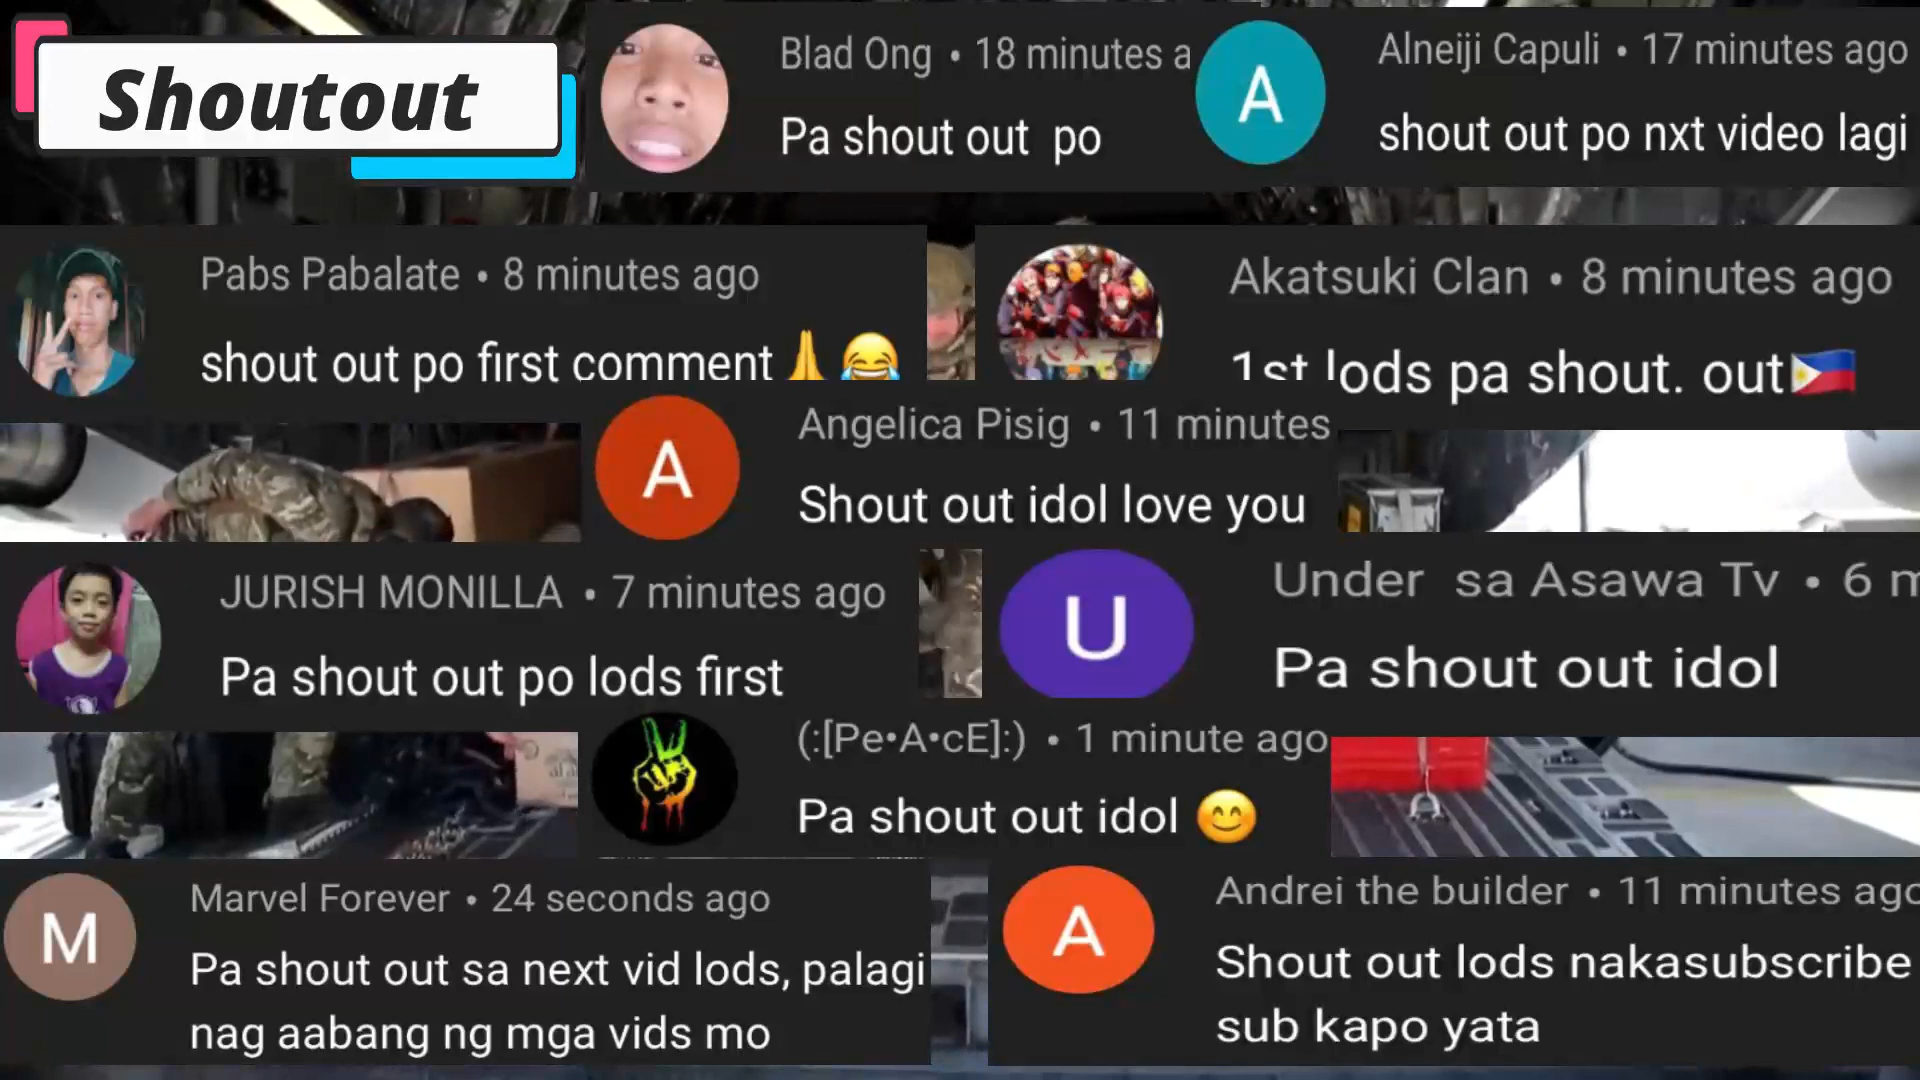 Shoutout
Blad Ong • 18 minutes a
Pa shout out po
A
Alneiji Capuli • 17 minutes ago
shout out po nxt video lagi
Pabs Pabalate • 8 minutes ago
shout out po first comment 🙏😂
Akatsuki Clan • 8 minutes ago
1st lods pa shout. out🇵🇭
A
Angelica Pisig • 11 minutes
Shout out idol love you
JURISH MONILLA • 7 minutes ago
Pa shout out po lods first
U
Under sa Asawa Tv • 6 m
Pa shout out idol
(:[Pe•A•cE]:) • 1 minute ago
Pa shout out idol 😊
M
Marvel Forever • 24 seconds ago
Pa shout out sa next vid lods, palagi
nag aabang ng mga vids mo
A
Andrei the builder • 11 minutes ago
Shout out lods nakasubscribe
sub kapo yata